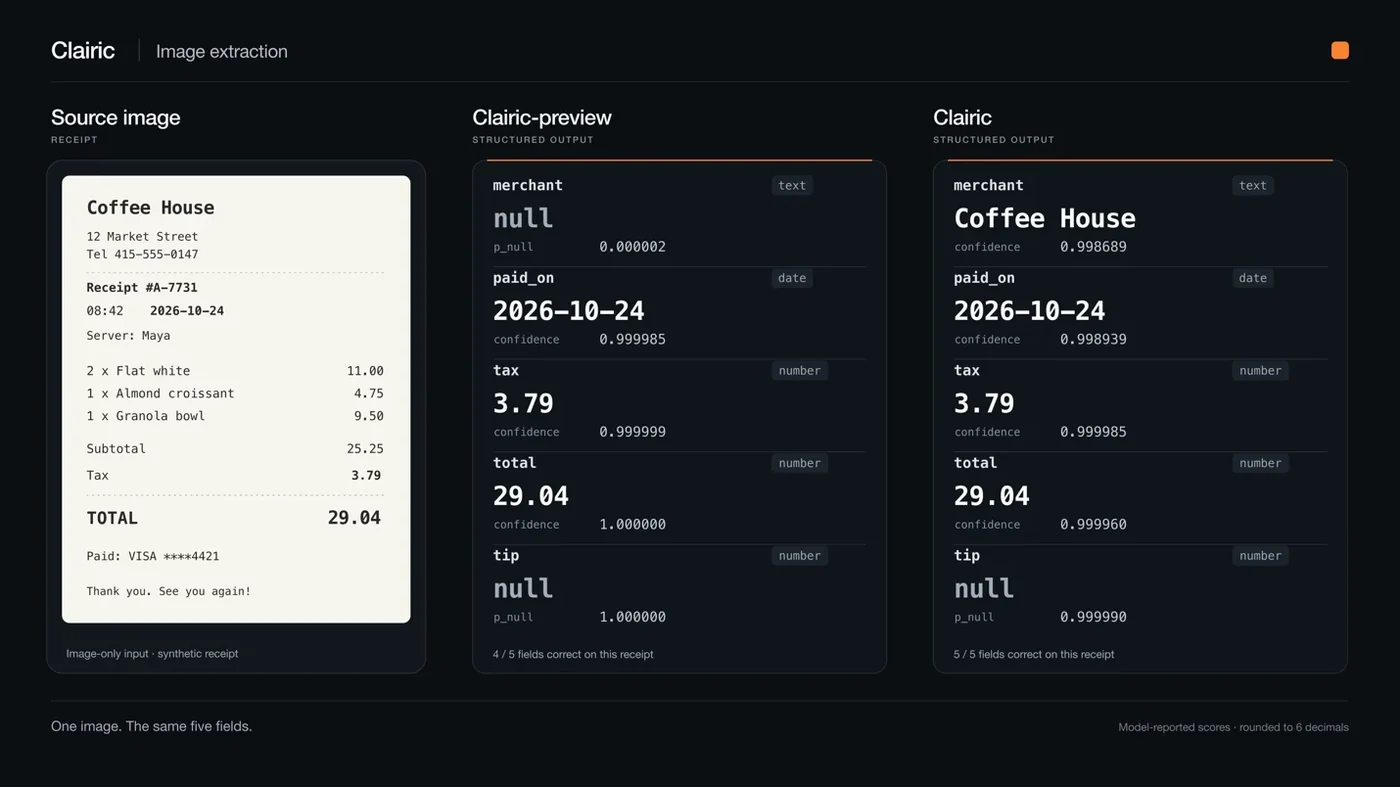 Clairic | Image extraction
Source image
RECEIPT
Coffee House
12 Market Street
Tel 415-555-0147
Receipt #A-7731
08:42 2026-10-24
Server: Maya
2 x Flat white 11.00
1 x Almond croissant 4.75
1 x Granola bowl 9.50
Subtotal 25.25
Tax 3.79
TOTAL 29.04
Paid: VISA ****4421
Thank you. See you again!
Image-only input · synthetic receipt
Clairic-preview
STRUCTURED OUTPUT
merchant text
null
p_null 0.000002
paid_on date
2026-10-24
confidence 0.999985
tax number
3.79
confidence 0.999999
total number
29.04
confidence 1.000000
tip number
null
p_null 1.000000
4 / 5 fields correct on this receipt
Clairic
STRUCTURED OUTPUT
merchant text
Coffee House
confidence 0.998689
paid_on date
2026-10-24
confidence 0.998939
tax number
3.79
confidence 0.999985
total number
29.04
confidence 0.999960
tip number
null
p_null 0.999990
5 / 5 fields correct on this receipt
One image. The same five fields.
Model-reported scores · rounded to 6 decimals